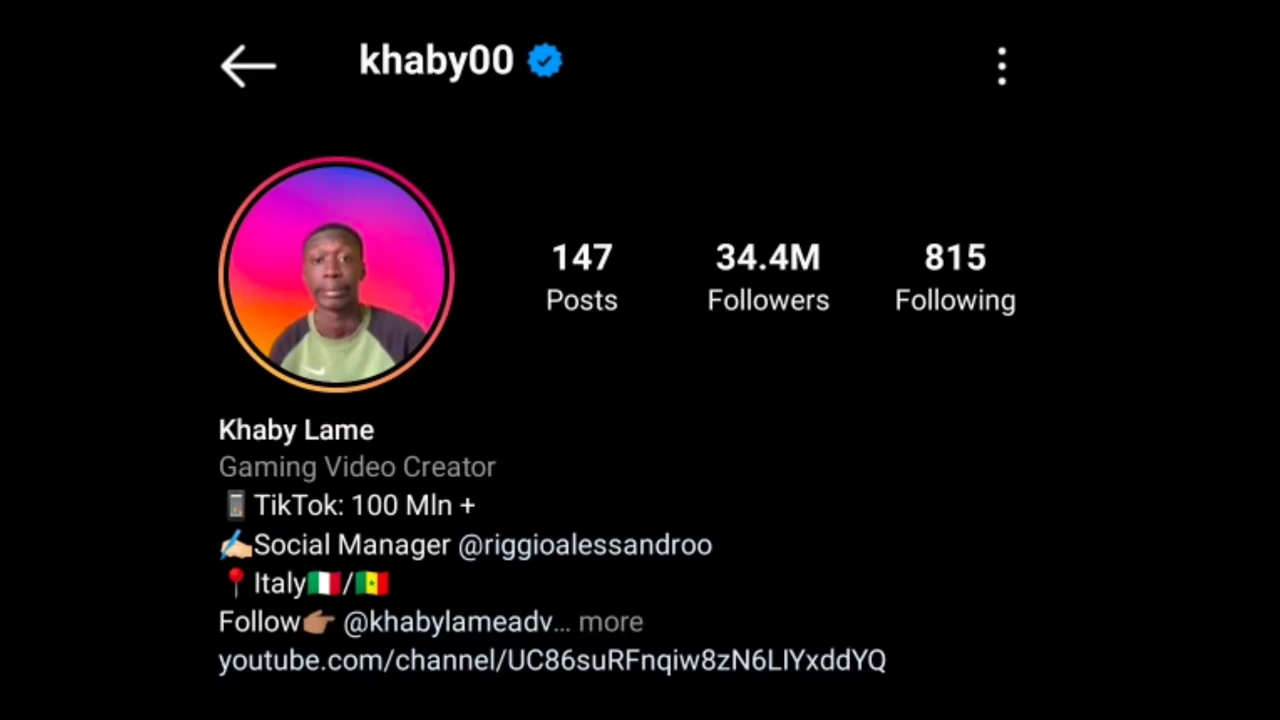 khaby00
147 34.4M 815
Posts Followers Following
Khaby Lame
Gaming Video Creator
📱TikTok: 100 Mln +
✍🏼Social Manager @riggioalessandroo
📍Italy🇮🇹/🇸🇳
Follow👉🏽 @khabylameadv... more
youtube.com/channel/UC86suRFnqiw8zN6LIYxddYQ